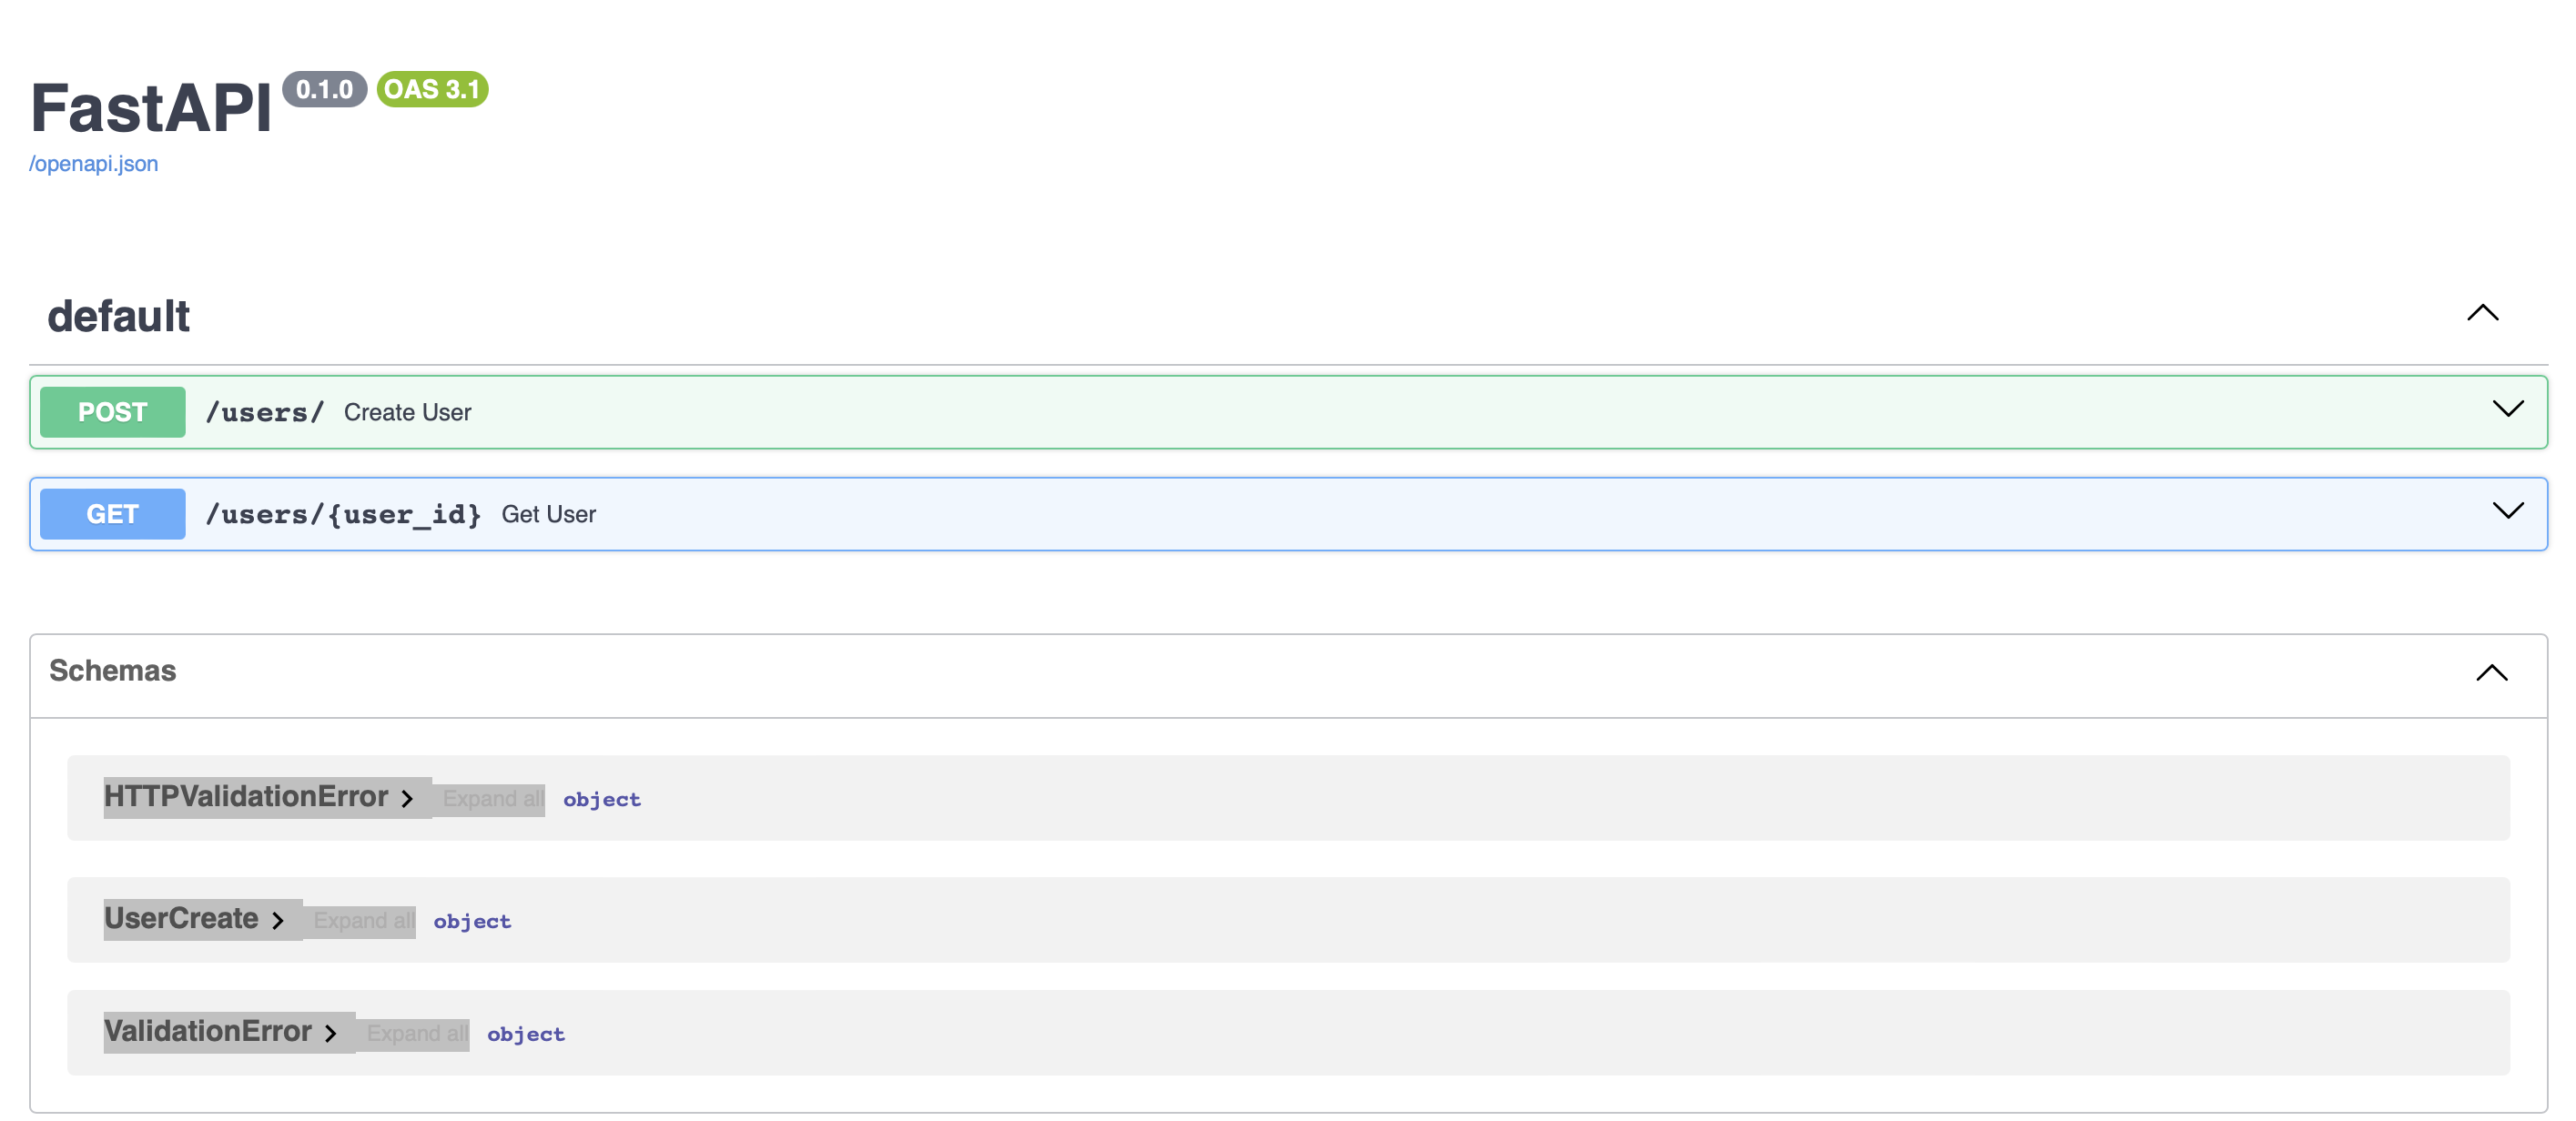 FastAPI 0.1.0 OAS 3.1
/openapi.json
default
POST /users/ Create User
GET /users/{user_id} Get User
Schemas
HTTPValidationError Expand all object
UserCreate Expand all object
ValidationError Expand all object